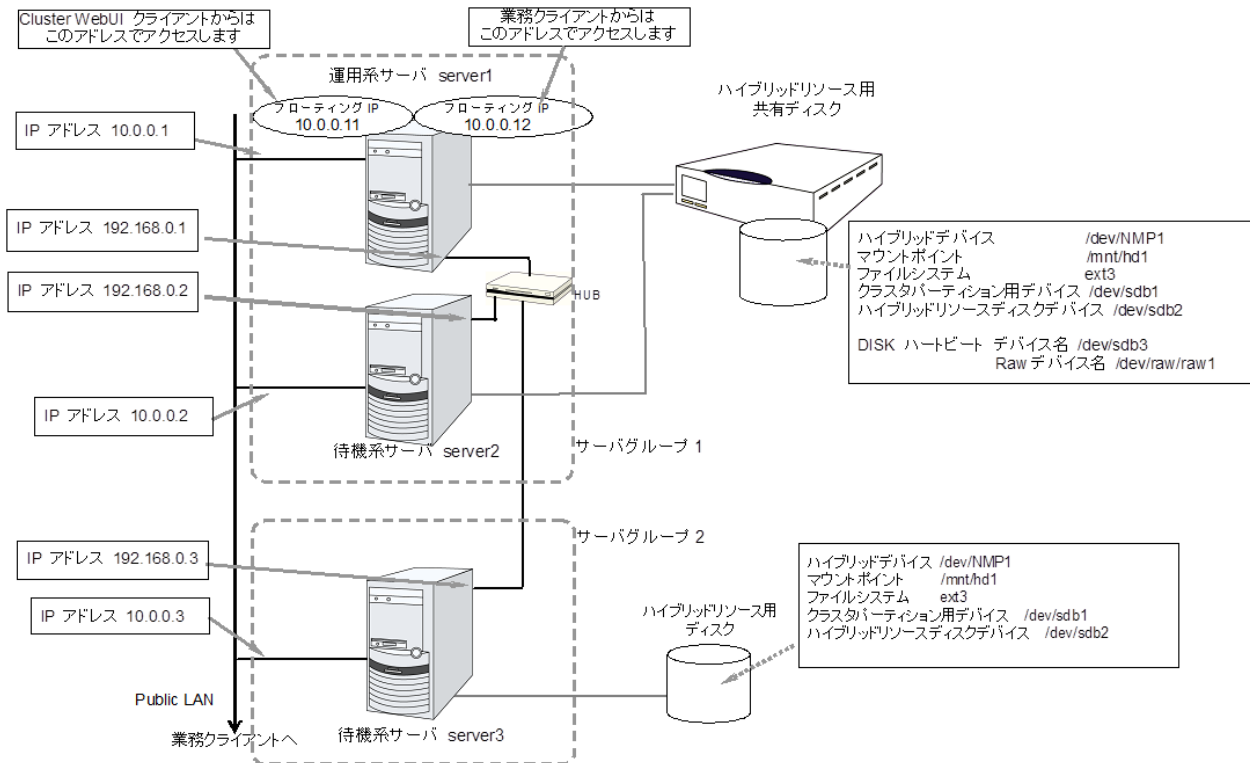 Cluster WebUI クライアントからは
このアドレスでアクセスします
業務クライアントからは
このアドレスでアクセスします
運用系サーバ server1
フローティング IP
10.0.0.11
フローティング IP
10.0.0.12
ハイブリッドリソース用
共有ディスク
IP アドレス 10.0.0.1
IP アドレス 192.168.0.1
IP アドレス 192.168.0.2
HUB
ハイブリッドデバイス /dev/NMP1
マウントポイント /mnt/hd1
ファイルシステム ext3
クラスタパーティション用デバイス /dev/sdb1
ハイブリッドリソースディスクデバイス /dev/sdb2
DISK ハートビート デバイス名 /dev/sdb3
Raw デバイス名 /dev/raw/raw1
IP アドレス 10.0.0.2
待機系サーバ server2
サーバグループ 1
サーバグループ 2
IP アドレス 192.168.0.3
IP アドレス 10.0.0.3
ハイブリッドリソース用
ディスク
ハイブリッドデバイス /dev/NMP1
マウントポイント /mnt/hd1
ファイルシステム ext3
クラスタパーティション用デバイス /dev/sdb1
ハイブリッドリソースディスクデバイス /dev/sdb2
Public LAN
業務クライアントへ
待機系サーバ server3